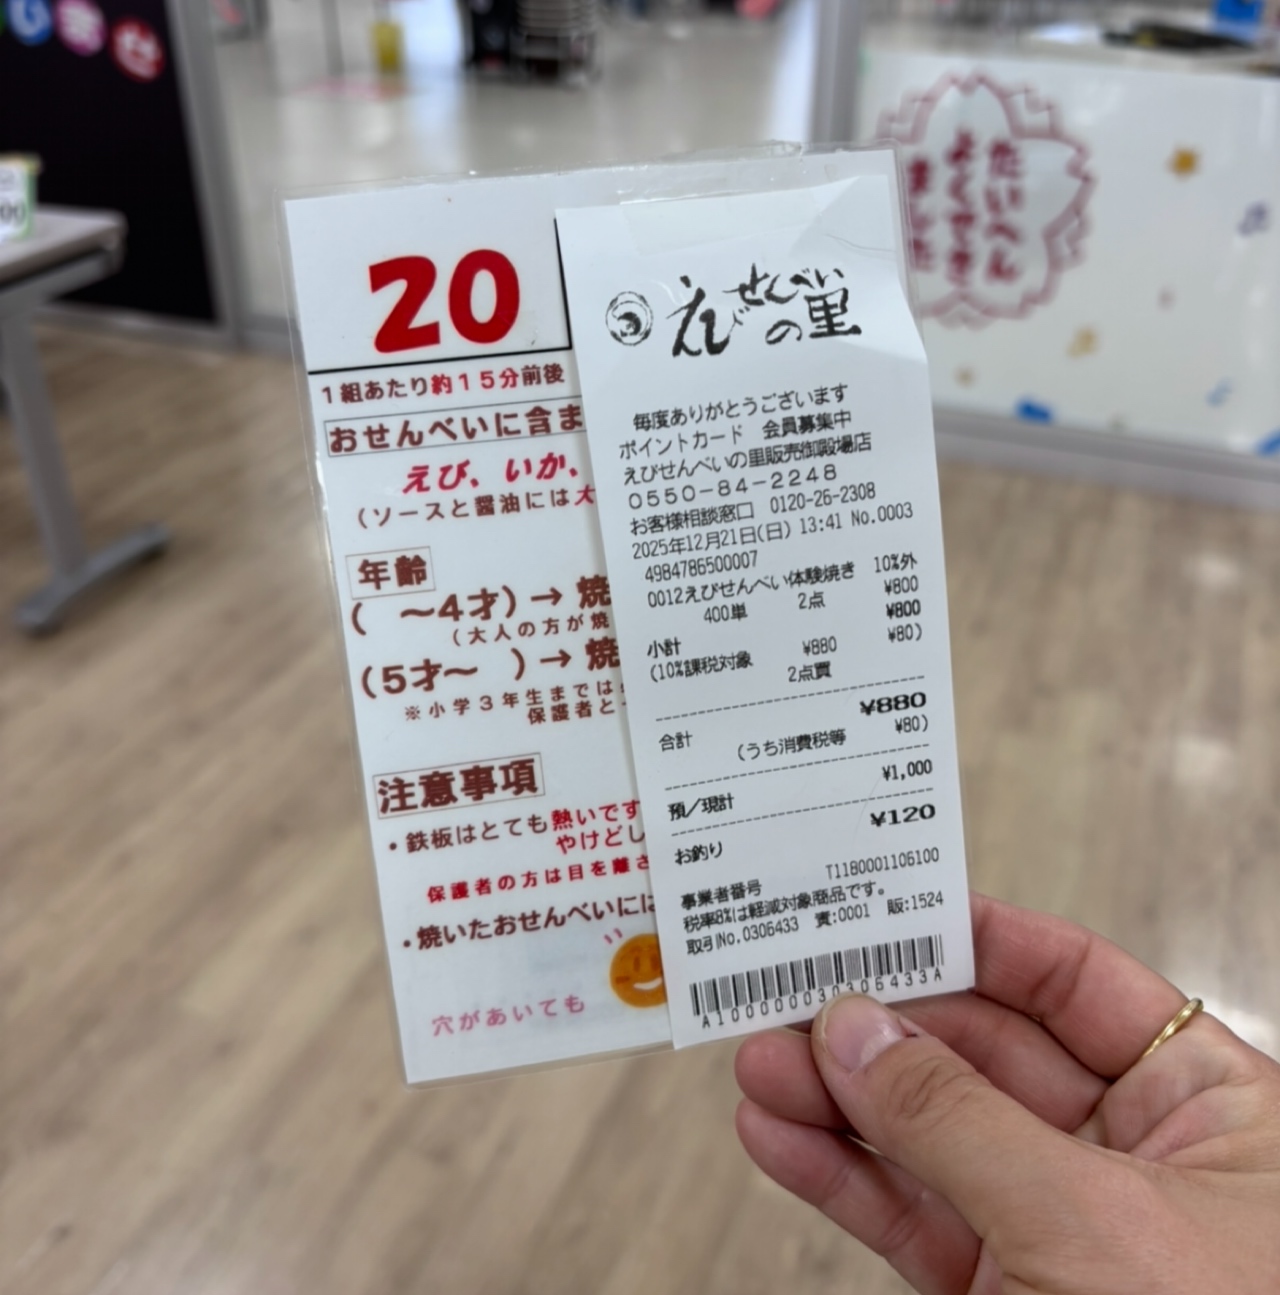 20
1組あたり約15分前後
おせんべいに含ま
えび、いか、
(ソースと醤油には大
年齢
( ～4才)→ 焼
(大人の方が焼
(5才～ )→ 焼
※小学3年生までは
保護者と
注意事項
・鉄板はとても熱いです
やけどし
保護者の方は目を離さ
・焼いたおせんべいには
穴があいても
えびせんべいの里
毎度ありがとうございます
ポイントカード 会員募集中
えびせんべいの里販売御殿場店
0550-84-2248
お客様相談窓口 0120-26-2308
2025年12月21日(日) 13:41 No.0003
4984786500007
0012えびせんべい体験焼き 10%外
400単 2点 ¥800
小計 ¥800
(10%課税対象 ¥880 ¥80)
2点買
合計 ¥880
(うち消費税等 ¥80)
預/現計 ¥1,000
お釣り ¥120
事業者番号 T1180001106100
税率8%は軽減対象商品です。
取引No.0306433 責:0001 販:1524
A10000030306433A
たいへん
よくでき
ました